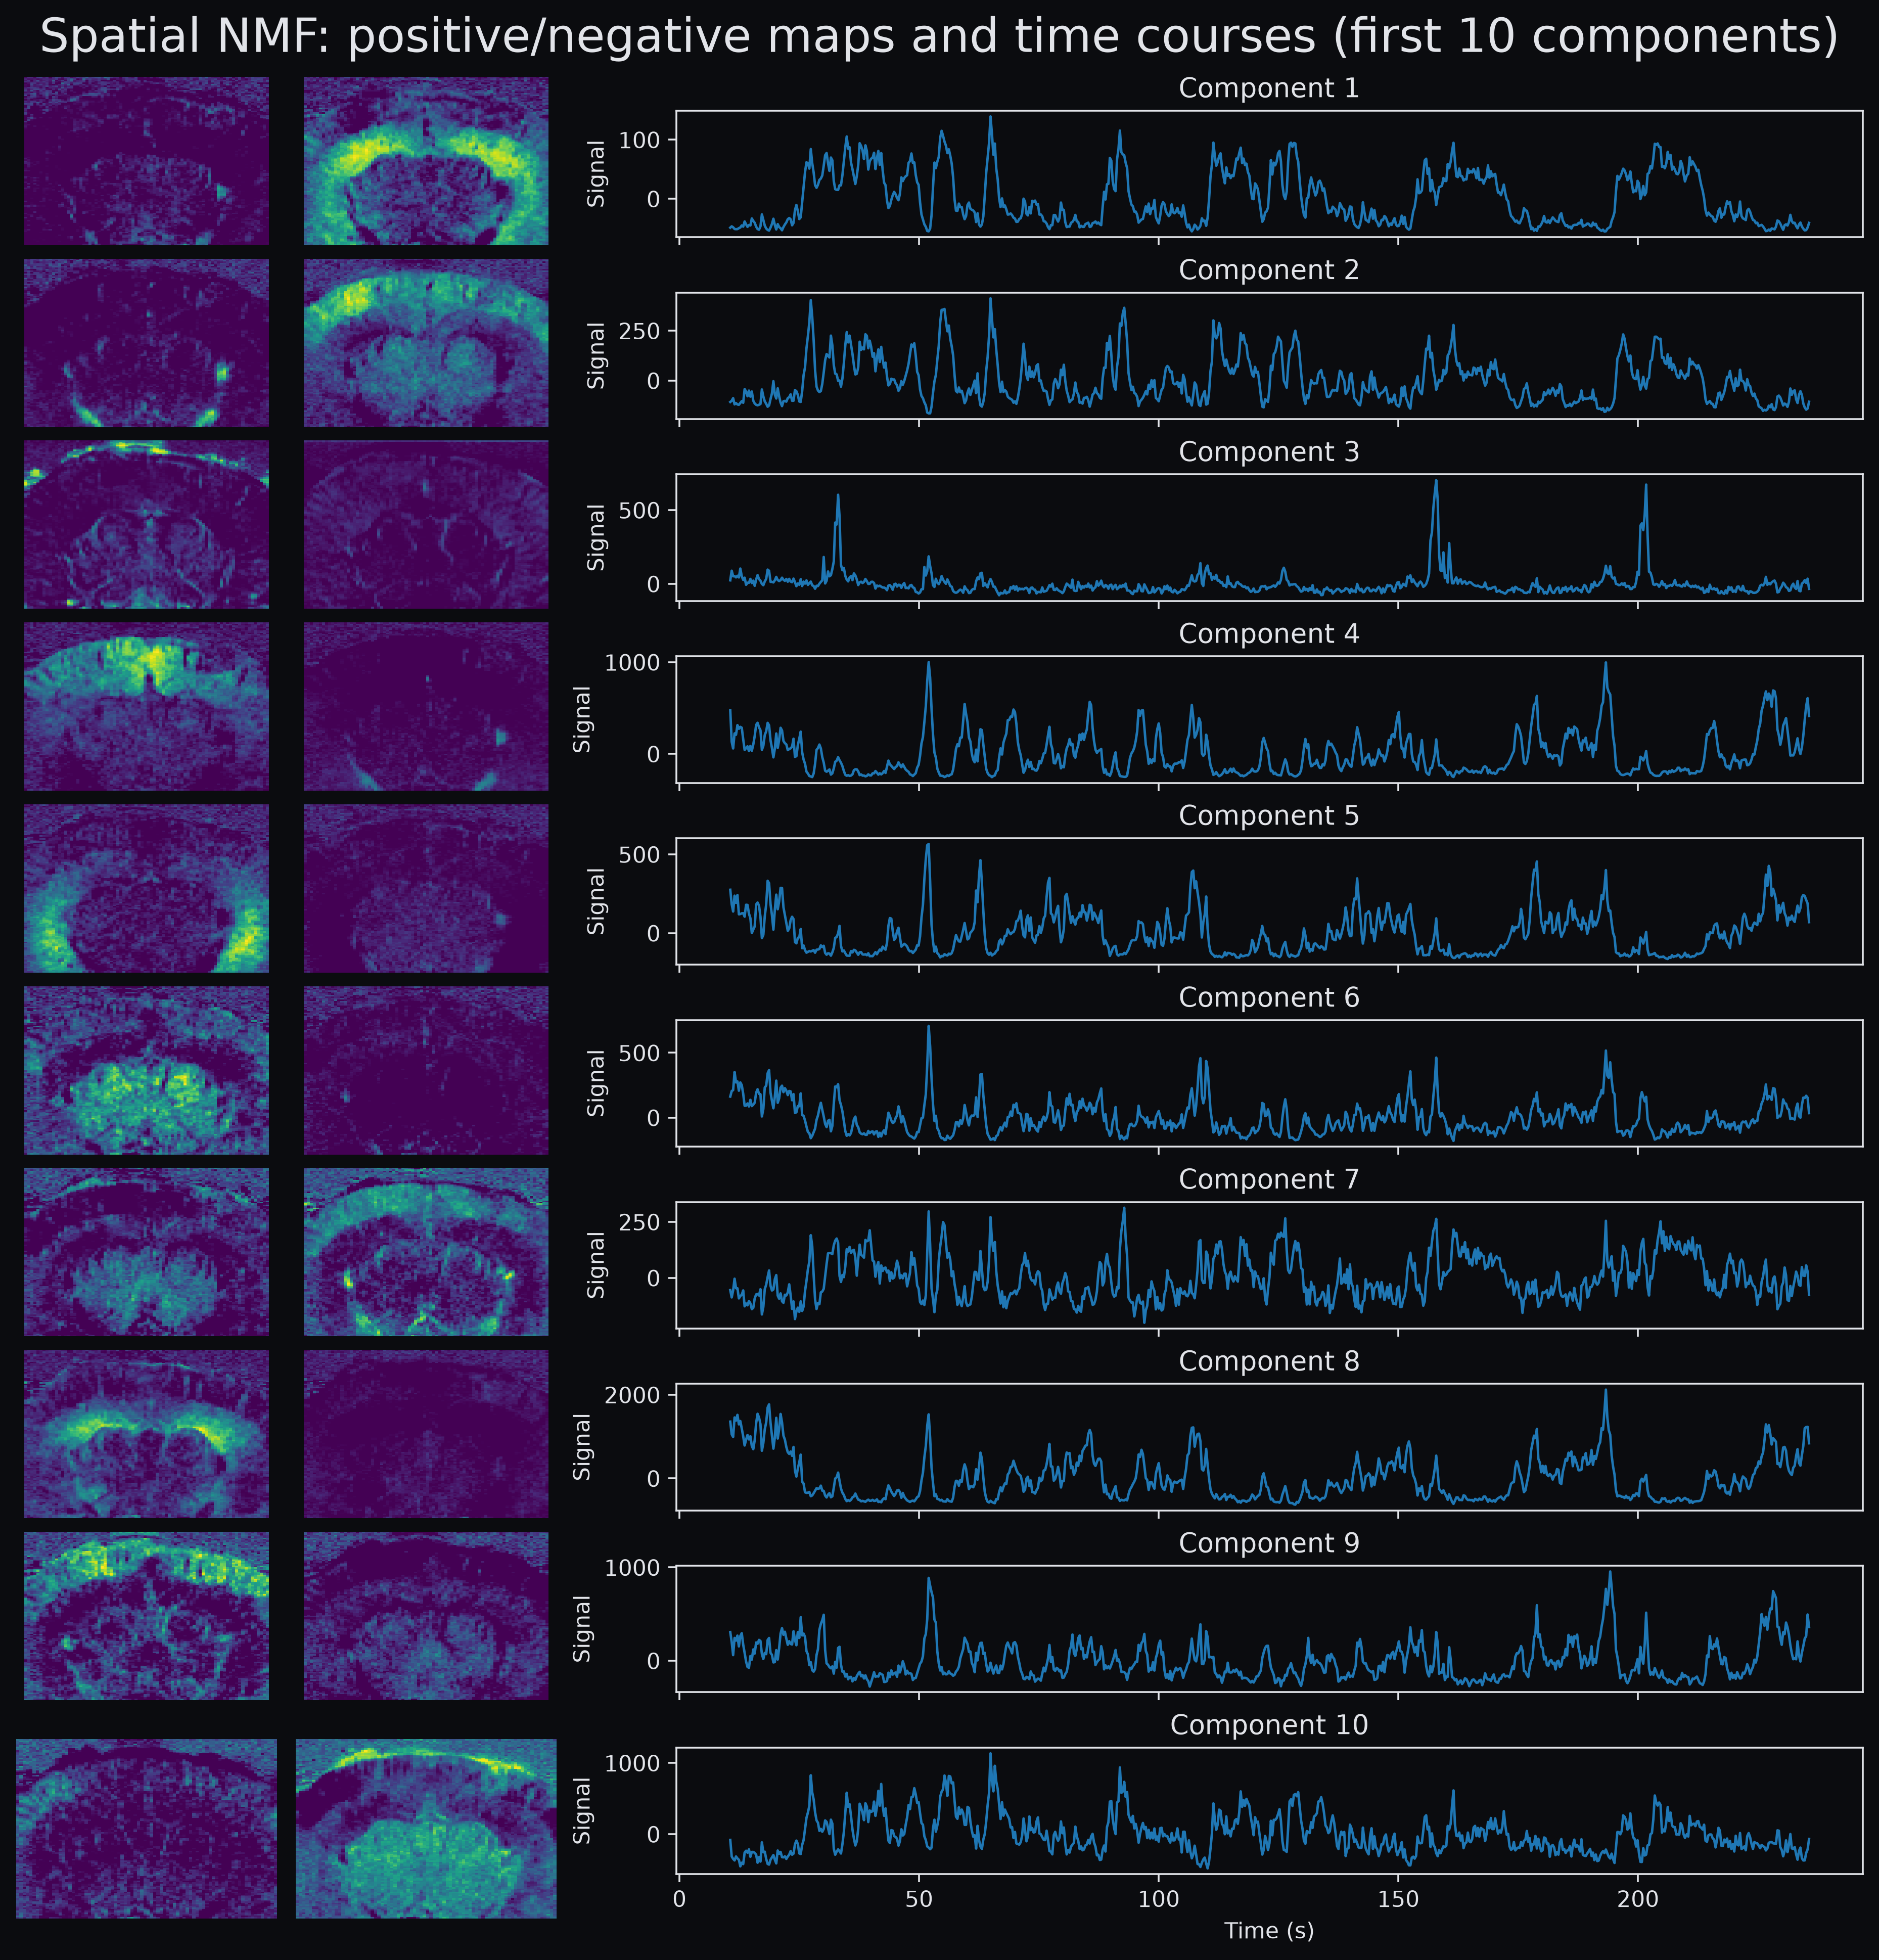 Spatial NMF: positive/negative maps and time courses (first 10 components)
Component 1
100
0
Signal
Component 2
250
0
Signal
Component 3
500
0
Signal
Component 4
1000
0
Signal
Component 5
500
0
Signal
Component 6
500
0
Signal
Component 7
250
0
Signal
Component 8
2000
0
Signal
Component 9
1000
0
Signal
Component 10
1000
0
Signal
0 50 100 150 200
Time (s)